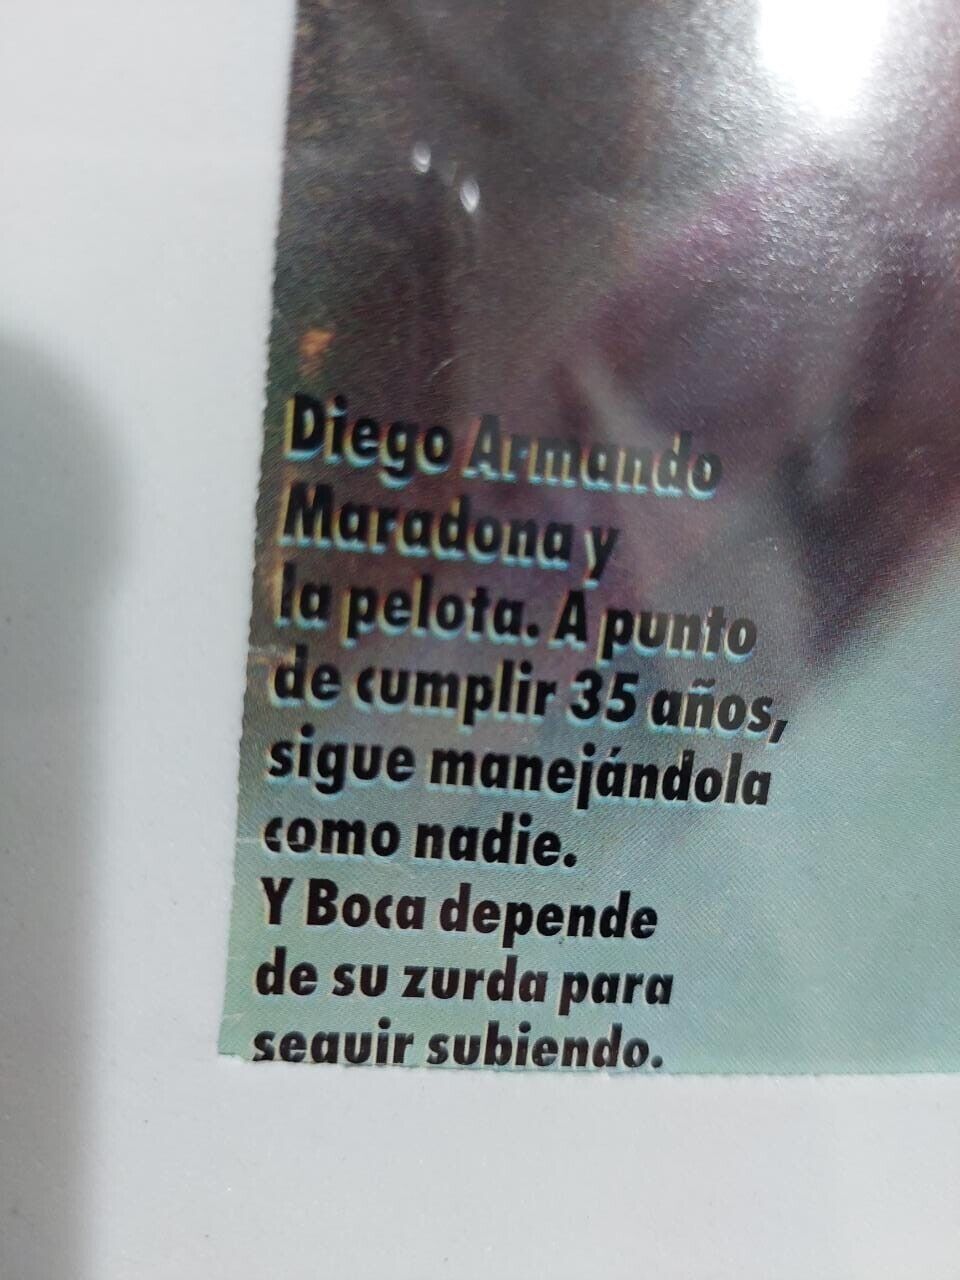 Diego Armando
Maradona y
la pelota. A punto
de cumplir 35 años,
sigue manejándola
como nadie.
Y Boca depende
de su zurda para
seguir subiendo.